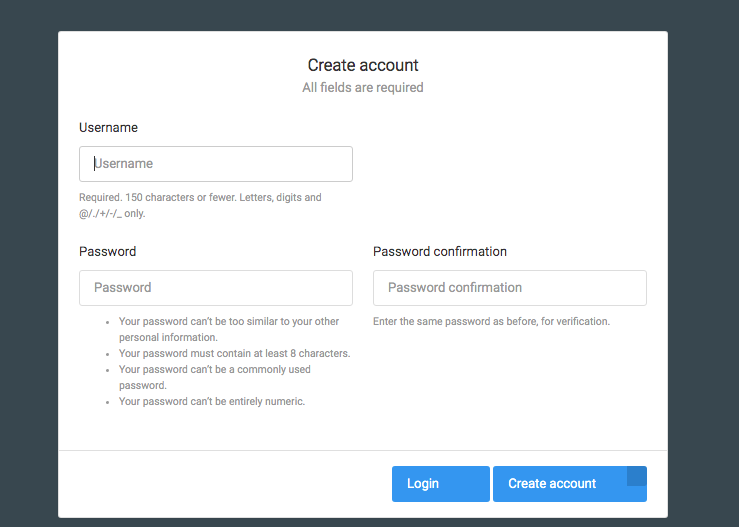 Create account
All fields are required
Username
Username
Required. 150 characters or fewer. Letters, digits and
@/./+/-/_ only.
Password
Password
• Your password can't be too similar to your other
personal information.
• Your password must contain at least 8 characters.
• Your password can't be a commonly used
password.
• Your password can't be entirely numeric.
Password confirmation
Password confirmation
Enter the same password as before, for verification.
Login
Create account